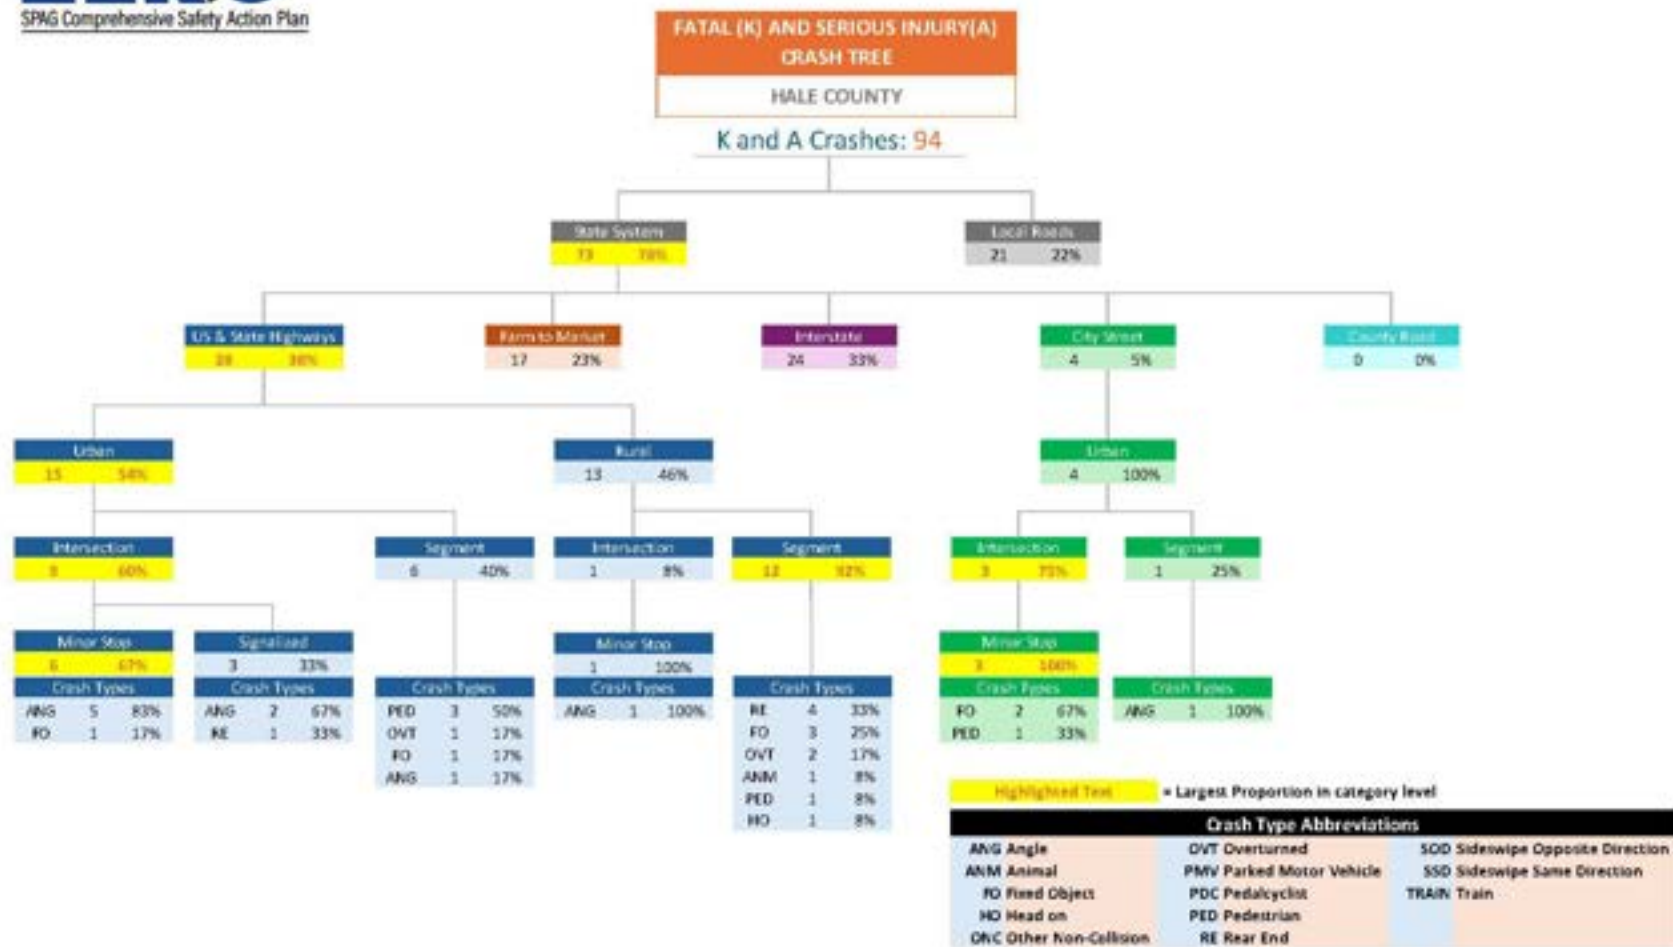 SPAG Comprehensive Safety Action Plan
FATAL (K) AND SERIOUS INJURY(A)
CRASH TREE
HALE COUNTY
K and A Crashes: 94
State System Local Roads
73 78% 21 22%
US & State Highways Farm to Market Interstate City Street County Road
28 38% 17 23% 24 33% 4 5% 0 0%
Urban Rural Urban
15 54% 13 46% 4 100%
Intersection Segment Intersection Segment Intersection Segment
60% 6 40% 1 8% 12 92% 3 75% 1 25%
Minor Stop Signalized Minor Stop Minor Stop
6 67% 3 33% 1 100% 3 100%
Crash Types Crash Types Crash Types Crash Types Crash Types Crash Types Crash Types
ANG 5 83% ANG 2 67% PED 3 50% ANG 1 100% RE 4 33% FO 2 67% ANG 1 100%
FO 1 17% RE 1 33% OVT 1 17% FO 3 25% PED 1 33%
FO 1 17% OVT 2 17%
ANG 1 17% ANM 1 8%
PED 1 8%
HO 1 8%
Highlighted Text = Largest Proportion in category level
Crash Type Abbreviations
ANG Angle OVT Overturned SOD Sideswipe Opposite Direction
ANM Animal PMV Parked Motor Vehicle SSD Sideswipe Same Direction
FO Fixed Object PDC Pedalcyclist TRAIN Train
HO Head on PED Pedestrian
ONC Other Non-Collision RE Rear End